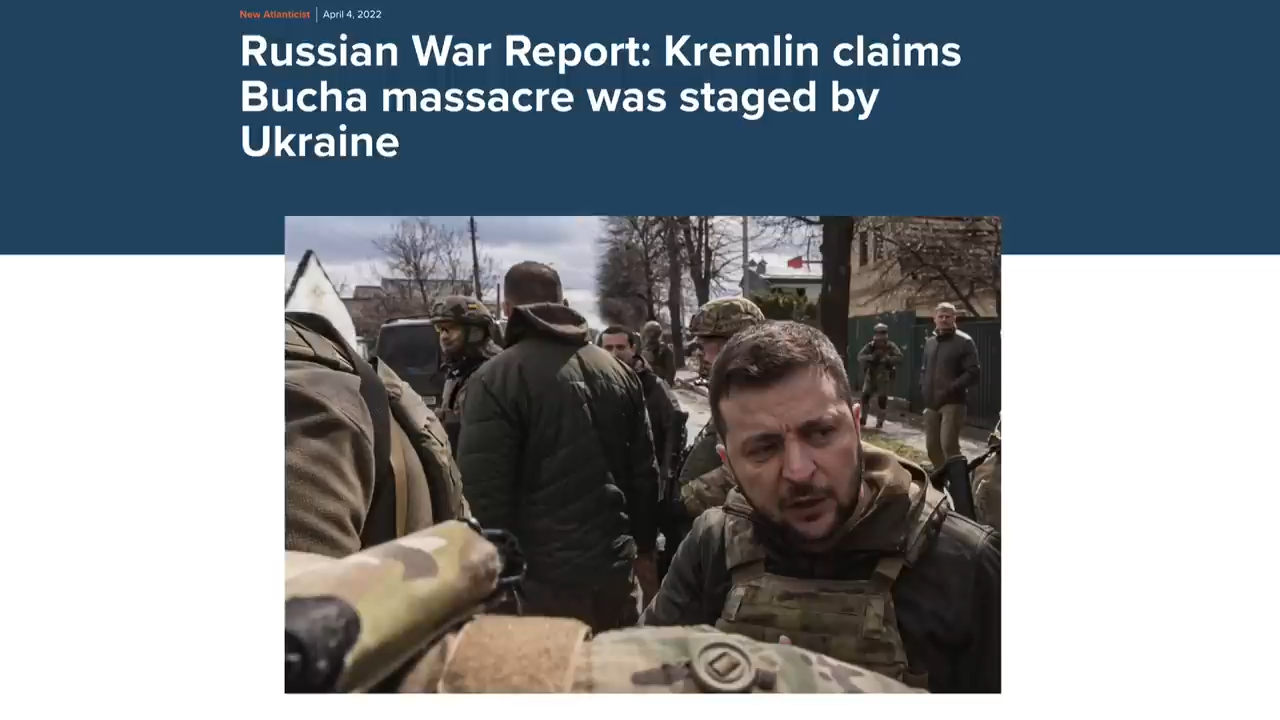 New Atlanticist | April 4, 2022
Russian War Report: Kremlin claims
Bucha massacre was staged by
Ukraine